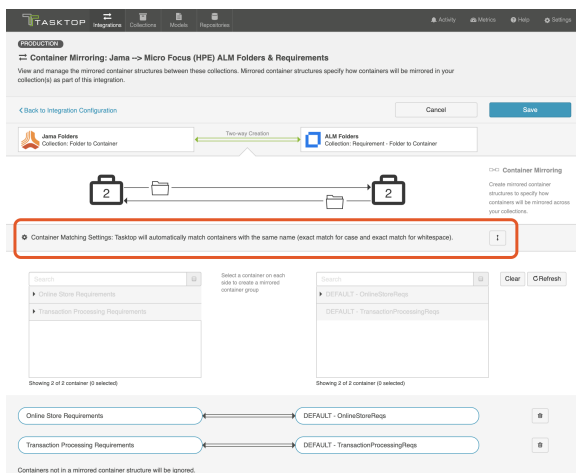 TASKTOP
Integrations
Collections
Models
Repositories
Activity
Metrics
Help
Settings
PRODUCTION
Container Mirroring: Jama --> Micro Focus (HPE) ALM Folders & Requirements
View and manage the mirrored container structures between these collections. Mirrored container structures specify how containers will be mirrored in your
collection(s) as part of this integration.
Back to Integration Configuration
Cancel
Save
Jama Folders
Collection: Folder to Container
Two-way Creation
ALM Folders
Collection: Requirement - Folder to Container
2
2
Container Mirroring
Create mirrored container
structures to specify how
containers will be mirrored across
your collections.
Container Matching Settings: Tasktop will automatically match containers with the same name (exact match for case and exact match for whitespace).
Search
Online Store Requirements
Transaction Processing Requirements
Showing 2 of 2 container (0 selected)
Select a container on each
side to create a mirrored
container group
Search
DEFAULT - OnlineStoreReqs
DEFAULT - TransactionProcessingReqs
Showing 2 of 2 container (0 selected)
Clear
Refresh
Online Store Requirements
DEFAULT - OnlineStoreReqs
Transaction Processing Requirements
DEFAULT - TransactionProcessingReqs
Containers not in a mirrored container structure will be ignored.